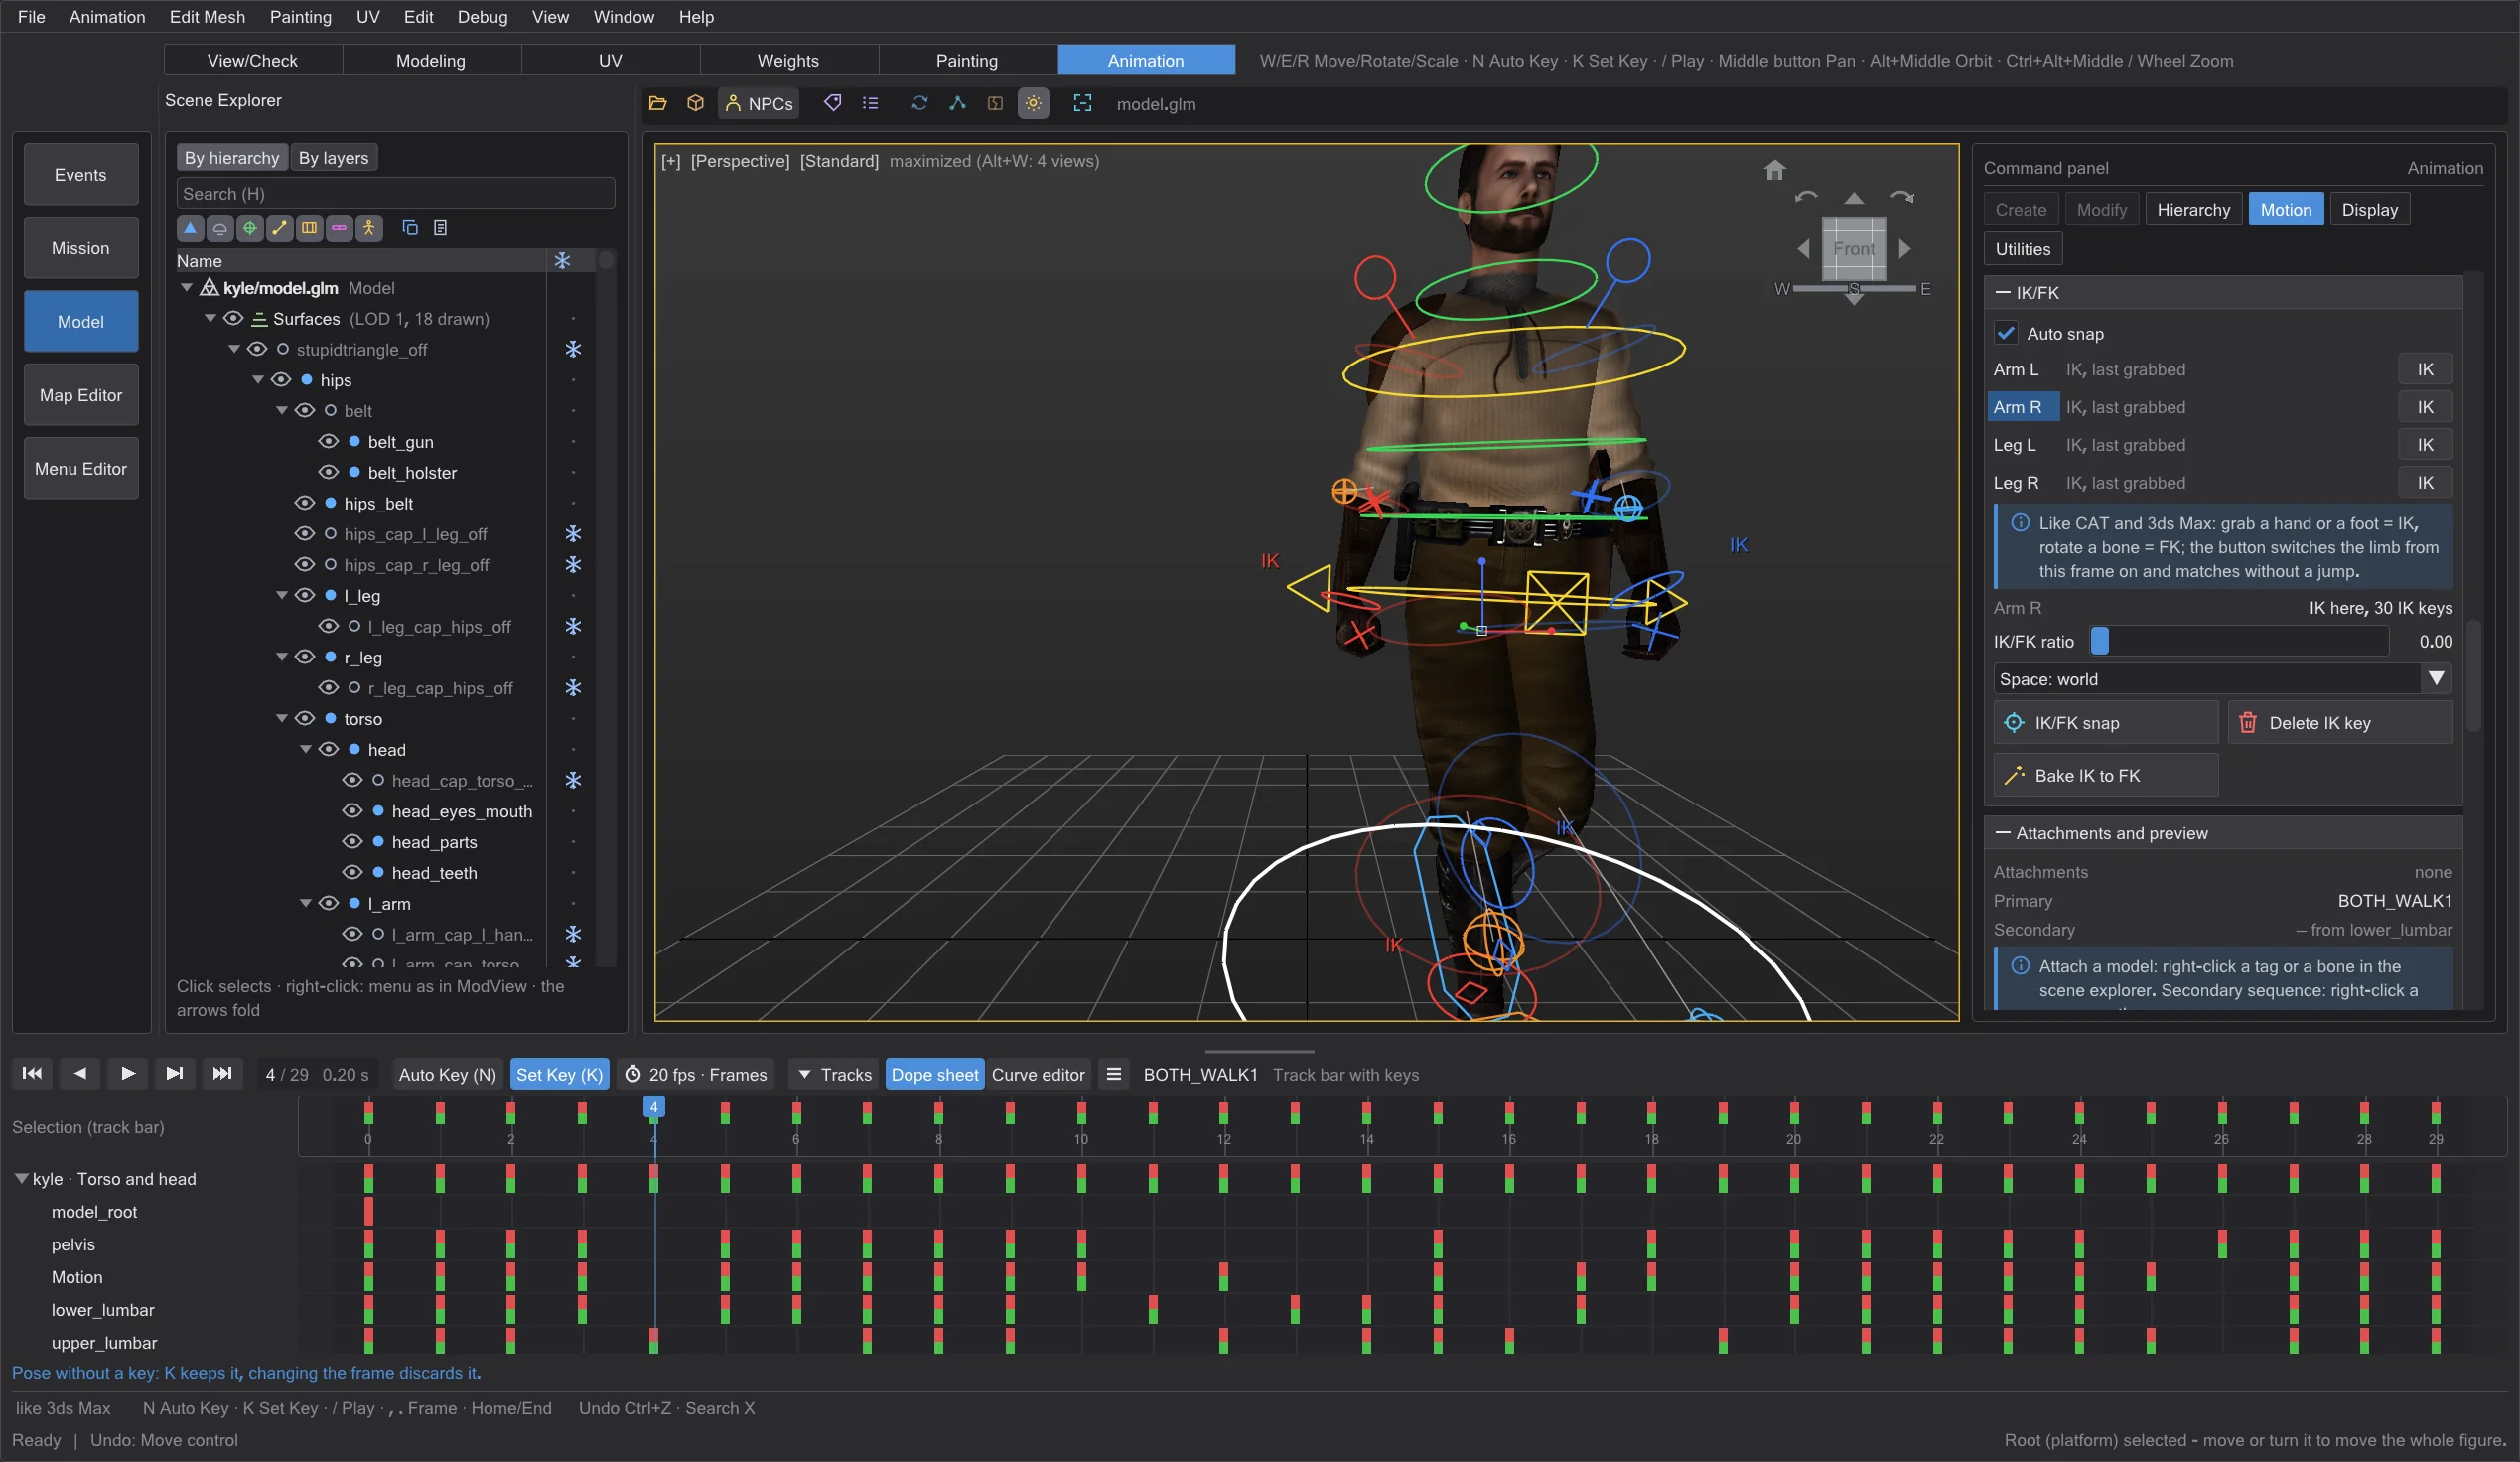 File Animation Edit Mesh Painting UV Edit Debug View Window Help
View/Check Modeling UV Weights Painting Animation W/E/R Move/Rotate/Scale · N Auto Key · K Set Key · / Play · Middle button Pan · Alt+Middle Orbit · Ctrl+Alt+Middle / Wheel Zoom
Events
Mission
Model
Map Editor
Menu Editor
Scene Explorer
By hierarchy By layers
Search (H)
Name
kyle/model.glm Model
Surfaces (LOD 1, 18 drawn)
stupidtriangle_off
hips
belt
belt_gun
belt_holster
hips_belt
hips_cap_l_leg_off
hips_cap_r_leg_off
l_leg
l_leg_cap_hips_off
r_leg
r_leg_cap_hips_off
torso
head
head_cap_torso_...
head_eyes_mouth
head_parts
head_teeth
l_arm
l_arm_cap_l_han...
l_arm_cap_torso
Click selects · right-click: menu as in ModView · the
arrows fold
NPCs model.glm
[+] [Perspective] [Standard] maximized (Alt+W: 4 views)
Front
W S E
IK
IK
IK
IK
Command panel Animation
Create Modify Hierarchy Motion Display
Utilities
IK/FK
Auto snap
Arm L IK, last grabbed IK
Arm R IK, last grabbed IK
Leg L IK, last grabbed IK
Leg R IK, last grabbed IK
Like CAT and 3ds Max: grab a hand or a foot = IK,
rotate a bone = FK; the button switches the limb from
this frame on and matches without a jump.
Arm R IK here, 30 IK keys
IK/FK ratio 0.00
Space: world
IK/FK snap Delete IK key
Bake IK to FK
Attachments and preview
Attachments none
Primary BOTH_WALK1
Secondary – from lower_lumbar
Attach a model: right-click a tag or a bone in the
scene explorer. Secondary sequence: right-click a
4 / 29 0.20 s Auto Key (N) Set Key (K) 20 fps · Frames Tracks Dope sheet Curve editor BOTH_WALK1 Track bar with keys
4
Selection (track bar)
0 2 4 6 8 10 12 14 16 18 20 22 24 26 28 29
kyle · Torso and head
model_root
pelvis
Motion
lower_lumbar
upper_lumbar
Pose without a key: K keeps it, changing the frame discards it.
like 3ds Max N Auto Key · K Set Key · / Play · , . Frame · Home/End Undo Ctrl+Z · Search X
Ready | Undo: Move control Root (platform) selected - move or turn it to move the whole figure.